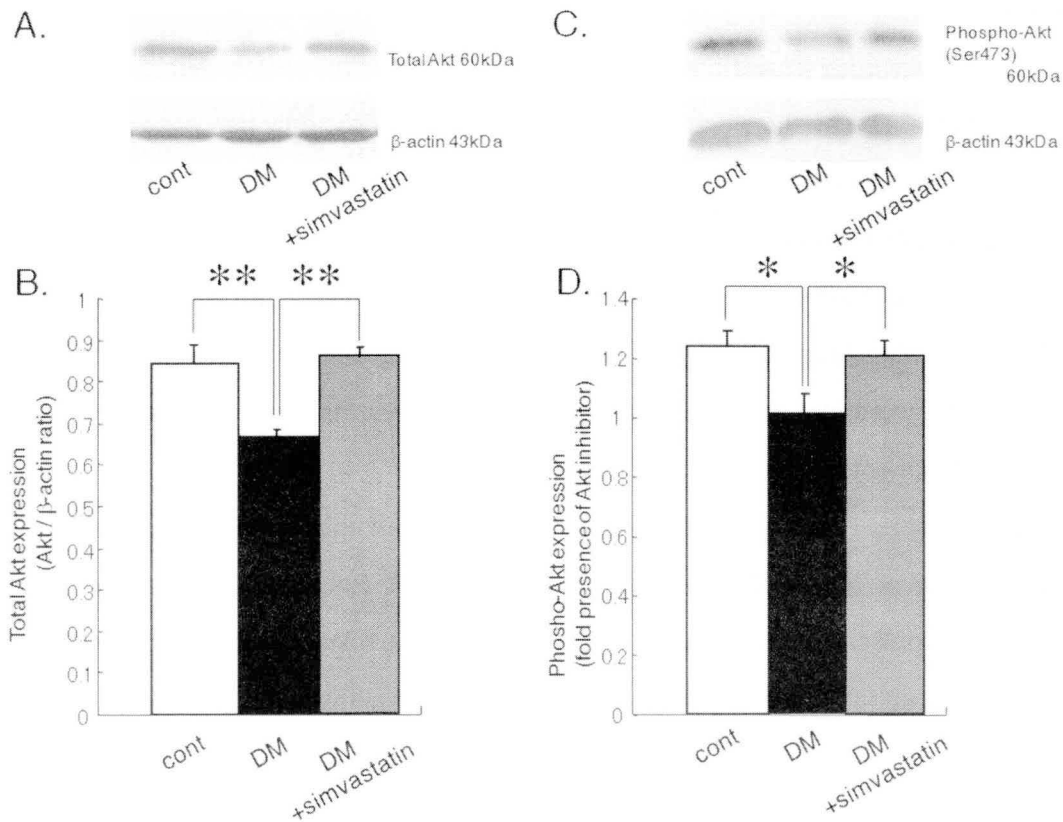 A.
Total Akt 60kDa
β-actin 43kDa
cont
DM
DM
+simvastatin
B.
** **
Total Akt expression
(Akt / β-actin ratio)
1
0.9
0.8
0.7
0.6
0.5
0.4
0.3
0.2
0.1
0
cont
DM
DM
+simvastatin
C.
Phospho-Akt
(Ser473)
60kDa
β-actin 43kDa
cont
DM
DM
+simvastatin
D.
* *
Phosho-Akt expression
(fold presence of Akt inhibitor)
1.4
1.2
1
0.8
0.6
0.4
0.2
0
cont
DM
DM
+simvastatin